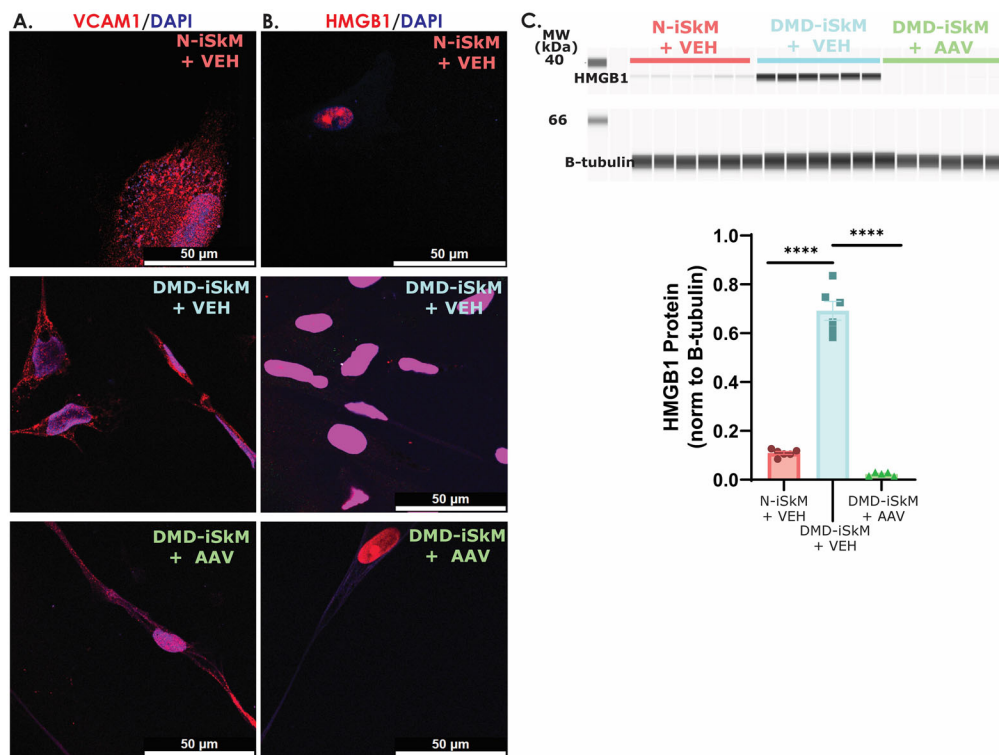 A.
VCAM1/DAPI
N-iSkM
+ VEH
50 µm
DMD-iSkM
+ VEH
DMD-iSkM
+ AAV
50 µm
B.
HMGB1/DAPI
N-iSkM
+ VEH
50 µm
DMD-iSkM
+ VEH
50 µm
DMD-iSkM
+ AAV
50 µm
C.
MW
(kDa)
N-iSkM
+ VEH
DMD-iSkM
+ VEH
DMD-iSkM
+ AAV
40
HMGB1
66
B-tubulin
HMGB1 Protein
(norm to B-tubulin)
1.0
0.8
0.6
0.4
0.2
0.0
****
****
N-iSkM
+ VEH
DMD-iSkM
+ VEH
DMD-iSkM
+ AAV